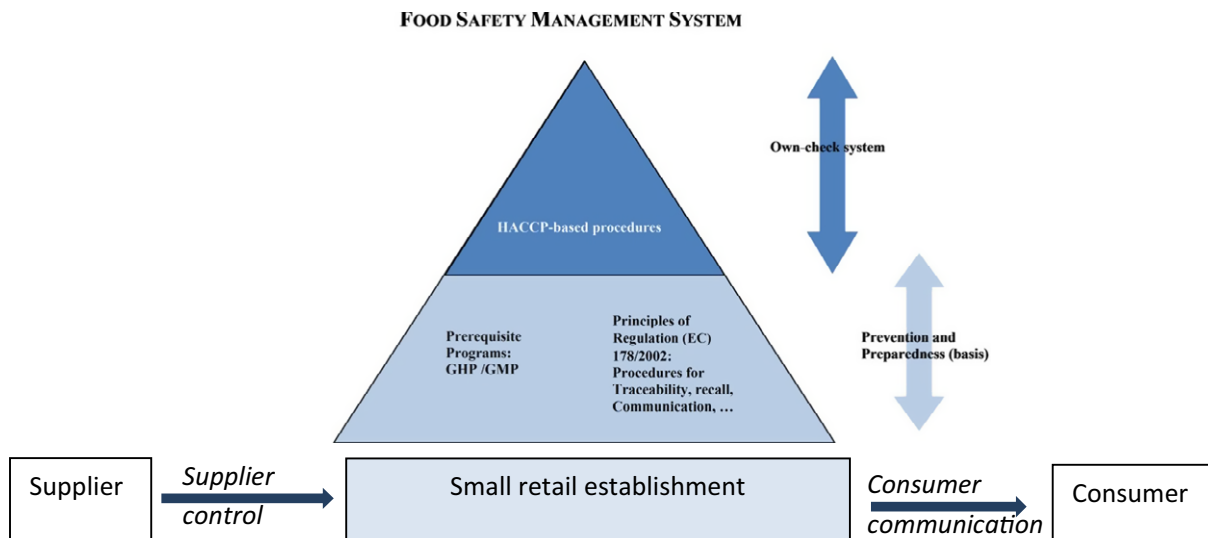 FOOD SAFETY MANAGEMENT SYSTEM
Own-check system
HACCP-based procedures
Prerequisite
Programs:
GHP /GMP
Principles of
Regulation (EC)
178/2002:
Procedures for
Traceability, recall,
Communication, …
Prevention and
Preparedness (basis)
Supplier
Supplier
control
Small retail establishment
Consumer
communication
Consumer